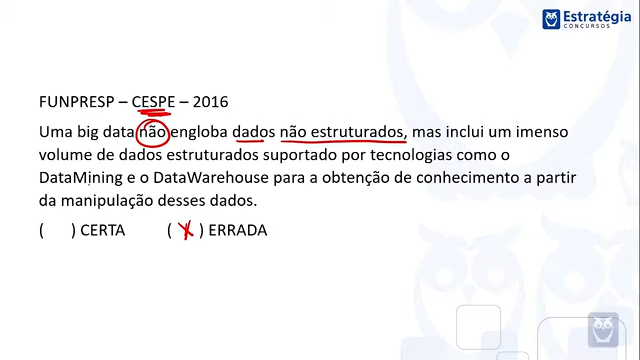 Estratégia
CONCURSOS
FUNPRESP – CESPE – 2016
Uma big data não engloba dados não estruturados, mas inclui um imenso
volume de dados estruturados suportado por tecnologias como o
DataMining e o DataWarehouse para a obtenção de conhecimento a partir
da manipulação desses dados.
( ) CERTA ( X ) ERRADA